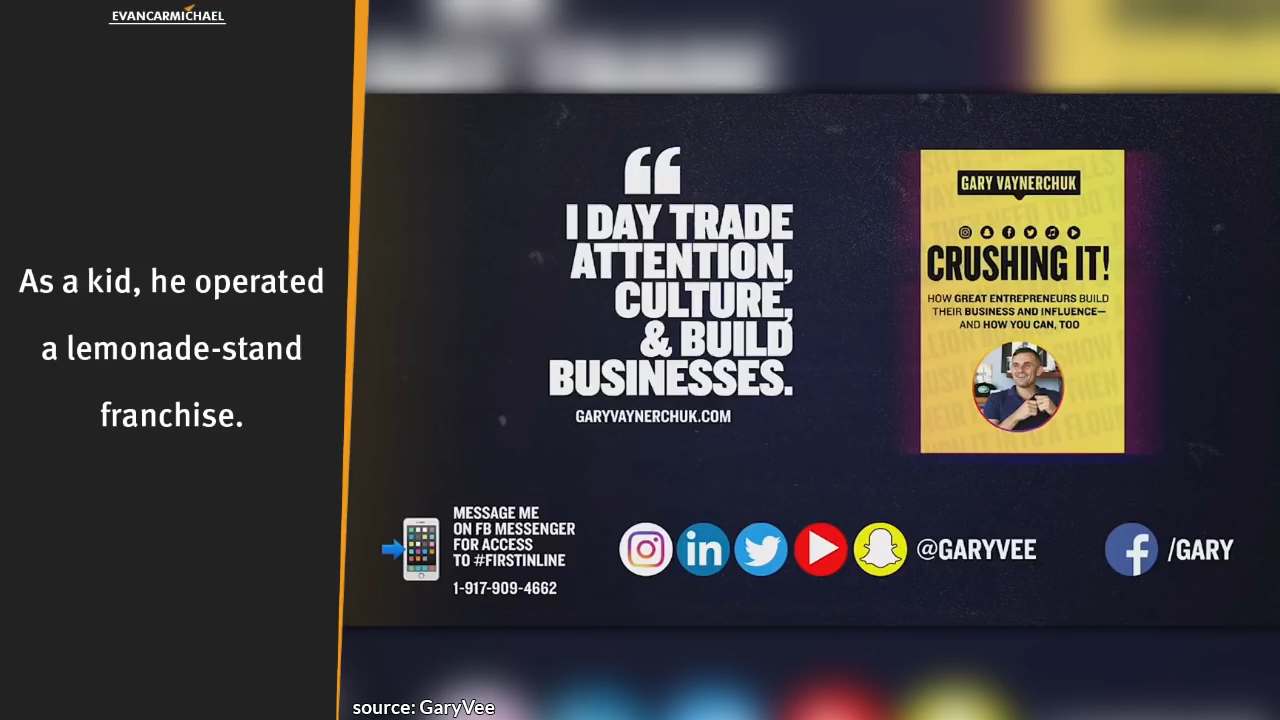 EVANCARMICHAEL
As a kid, he operated
a lemonade-stand
franchise.
“
I DAY TRADE
ATTENTION,
CULTURE,
& BUILD
BUSINESSES.
GARYVAYNERCHUK.COM
GARY VAYNERCHUK
CRUSHING IT!
HOW GREAT ENTREPRENEURS BUILD
THEIR BUSINESS AND INFLUENCE—
AND HOW YOU CAN, TOO
MESSAGE ME
ON FB MESSENGER
FOR ACCESS
TO #FIRSTINLINE
1-917-909-4662
in
@GARYVEE
f
/GARY
source: GaryVee